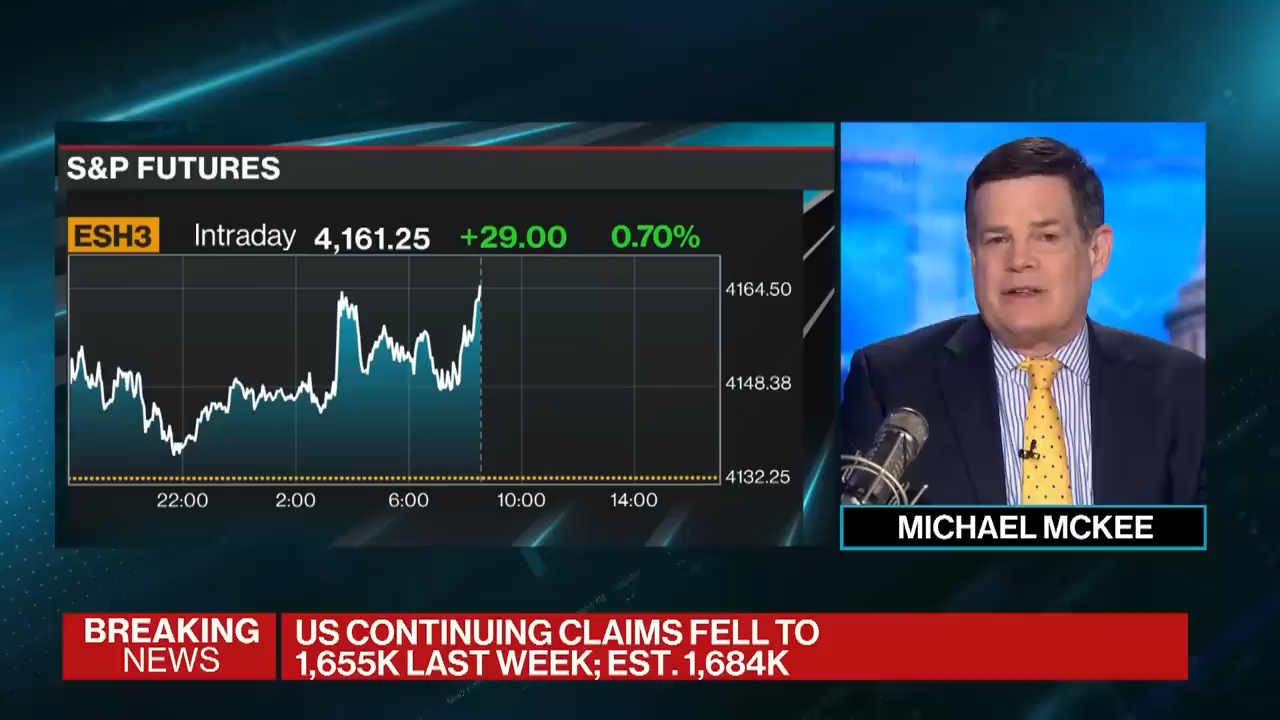 S&P FUTURES
ESH3 Intraday 4,161.25 +29.00 0.70%
4164.50
4148.38
4132.25
22:00 2:00 6:00 10:00 14:00
MICHAEL MCKEE
BREAKING NEWS
US CONTINUING CLAIMS FELL TO
1,655K LAST WEEK; EST. 1,684K